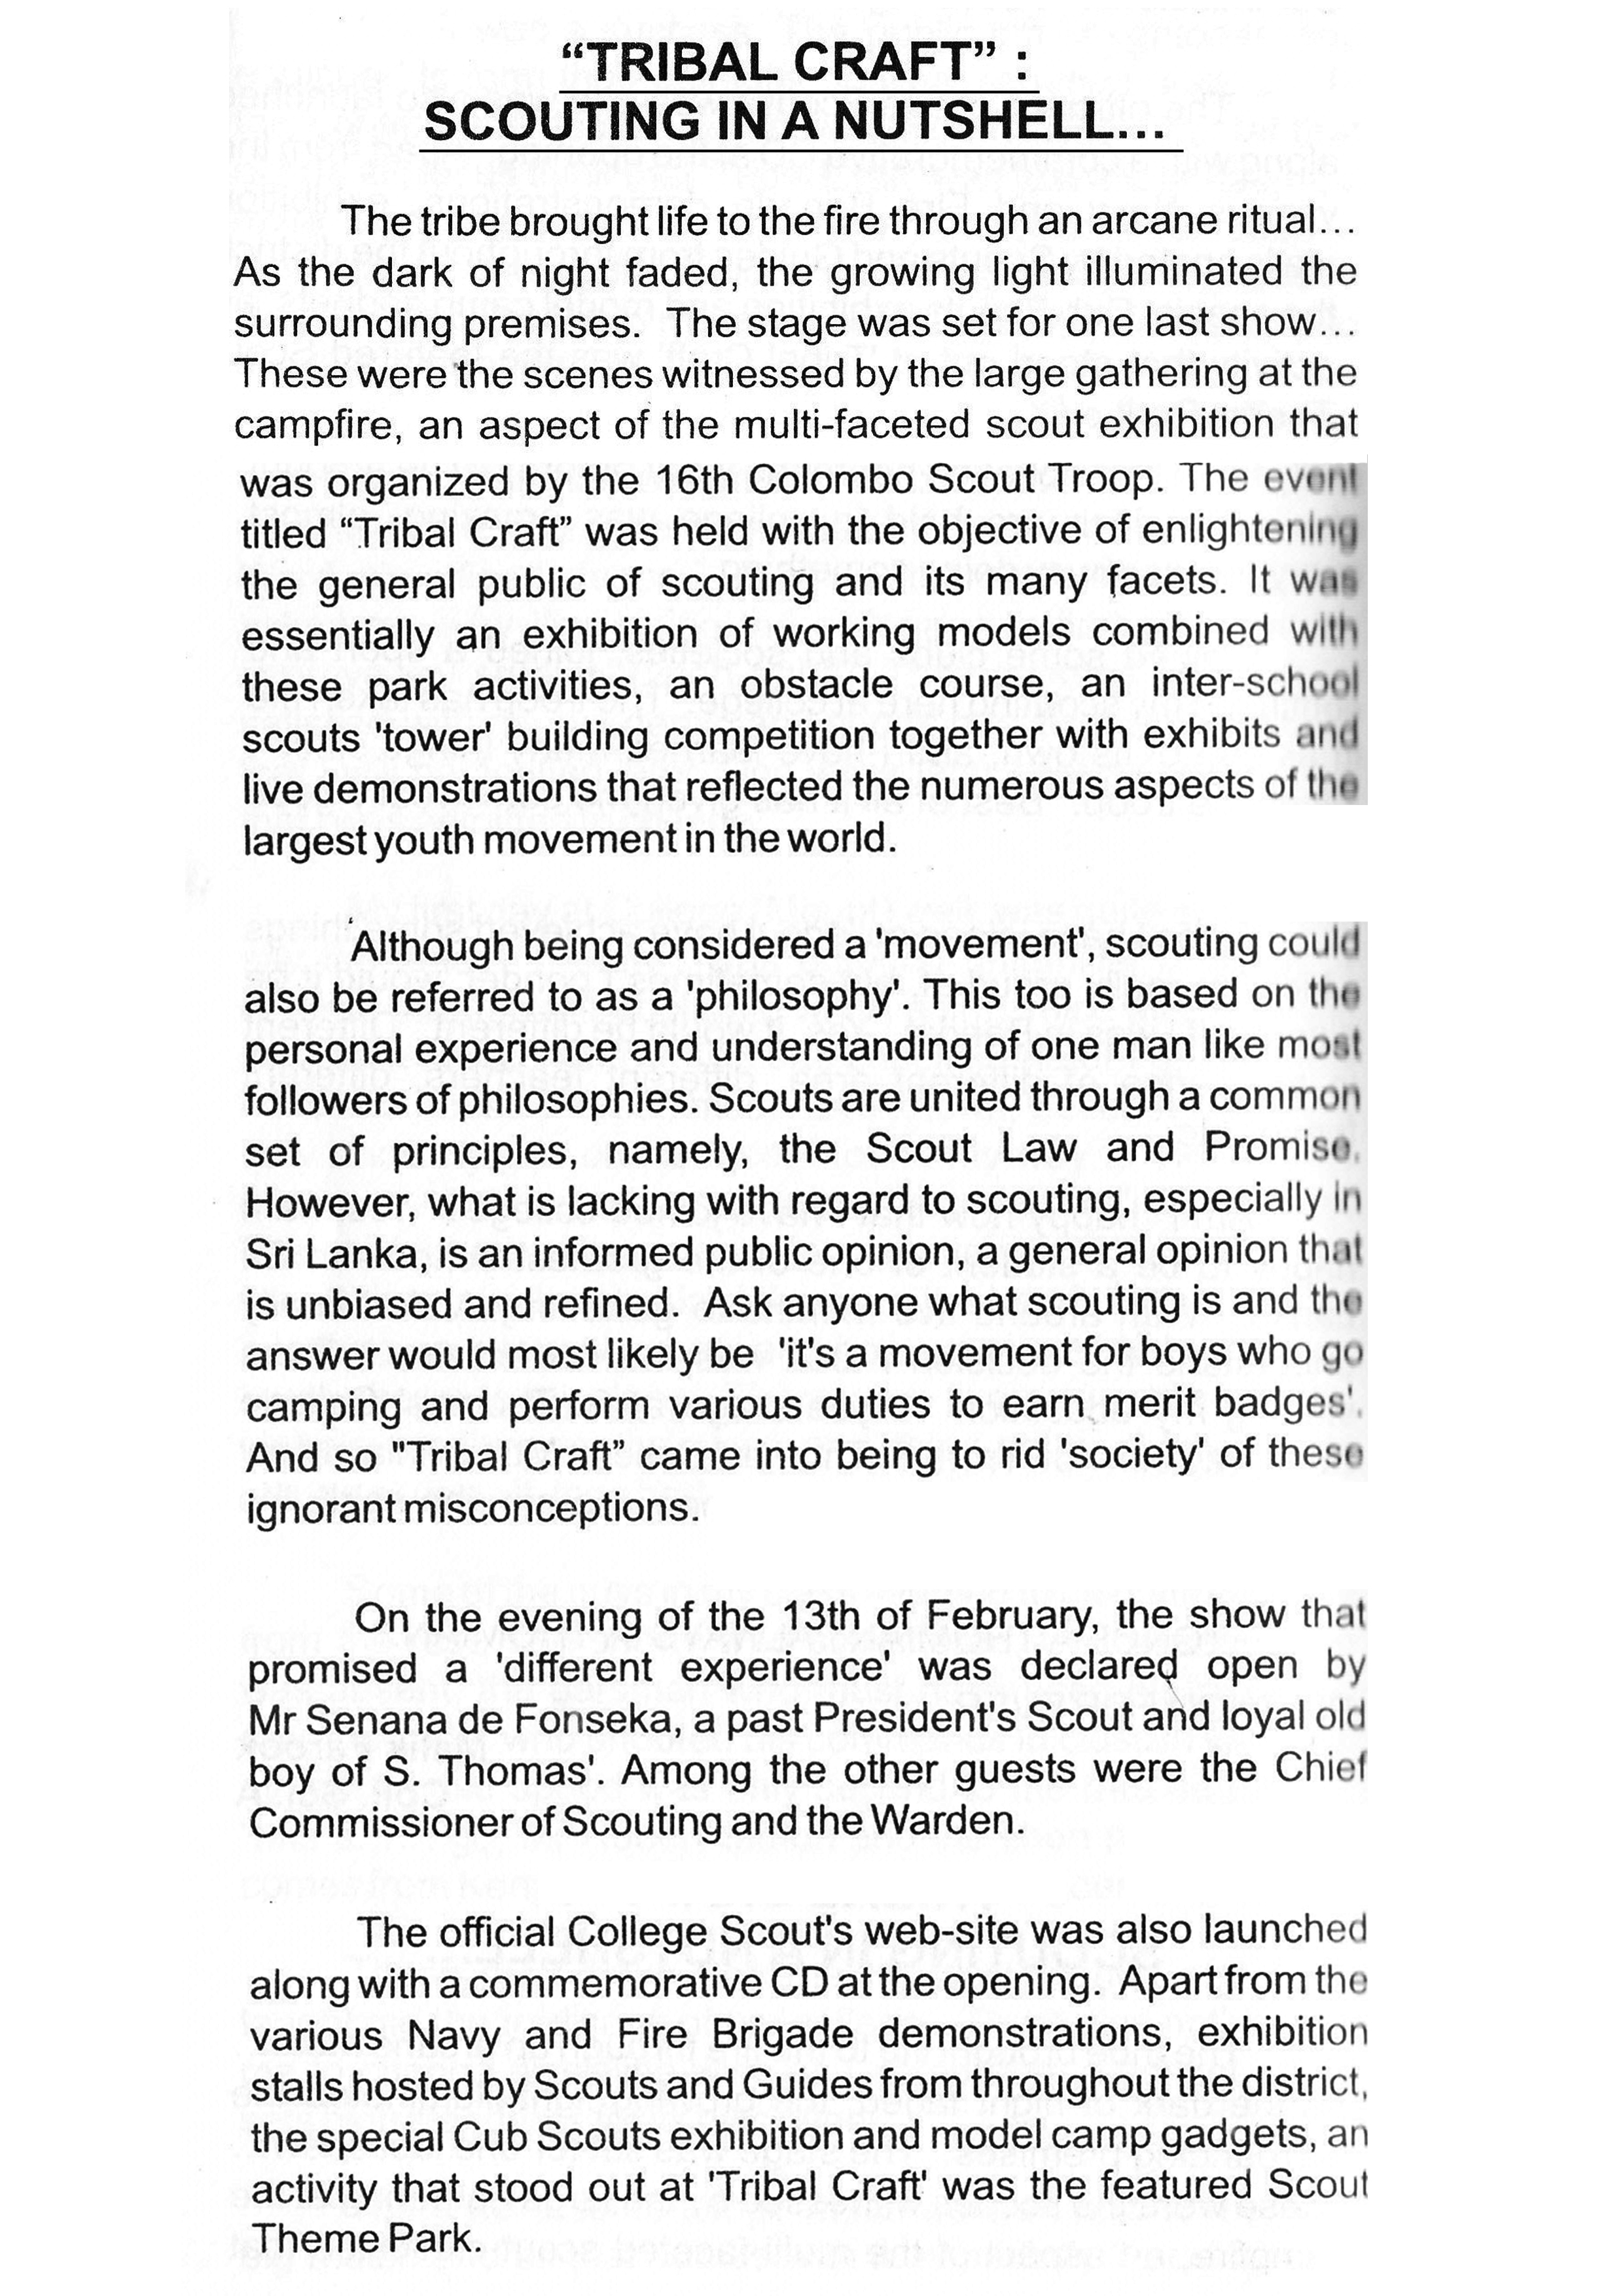 “TRIBAL CRAFT” :
SCOUTING IN A NUTSHELL...
The tribe brought life to the fire through an arcane ritual...
As the dark of night faded, the growing light illuminated the
surrounding premises. The stage was set for one last show...
These were the scenes witnessed by the large gathering at the
campfire, an aspect of the multi-faceted scout exhibition that
was organized by the 16th Colombo Scout Troop. The event
titled “Tribal Craft” was held with the objective of enlightening
the general public of scouting and its many facets. It was
essentially an exhibition of working models combined with
these park activities, an obstacle course, an inter-school
scouts 'tower' building competition together with exhibits and
live demonstrations that reflected the numerous aspects of the
largest youth movement in the world.
Although being considered a 'movement', scouting could
also be referred to as a 'philosophy'. This too is based on the
personal experience and understanding of one man like most
followers of philosophies. Scouts are united through a common
set of principles, namely, the Scout Law and Promise.
However, what is lacking with regard to scouting, especially in
Sri Lanka, is an informed public opinion, a general opinion that
is unbiased and refined. Ask anyone what scouting is and the
answer would most likely be 'it's a movement for boys who go
camping and perform various duties to earn merit badges'.
And so "Tribal Craft” came into being to rid 'society' of these
ignorant misconceptions.
On the evening of the 13th of February, the show that
promised a 'different experience' was declared open by
Mr Senana de Fonseka, a past President's Scout and loyal old
boy of S. Thomas'. Among the other guests were the Chief
Commissioner of Scouting and the Warden.
The official College Scout's web-site was also launched
along with a commemorative CD at the opening. Apart from the
various Navy and Fire Brigade demonstrations, exhibition
stalls hosted by Scouts and Guides from throughout the district,
the special Cub Scouts exhibition and model camp gadgets, an
activity that stood out at 'Tribal Craft' was the featured Scout
Theme Park.